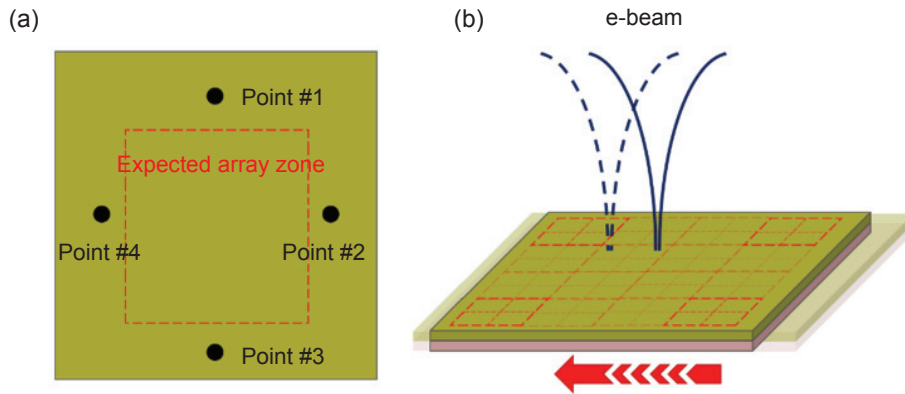 (a)
Point #1
Expected array zone
Point #4
Point #2
Point #3
(b)
e-beam